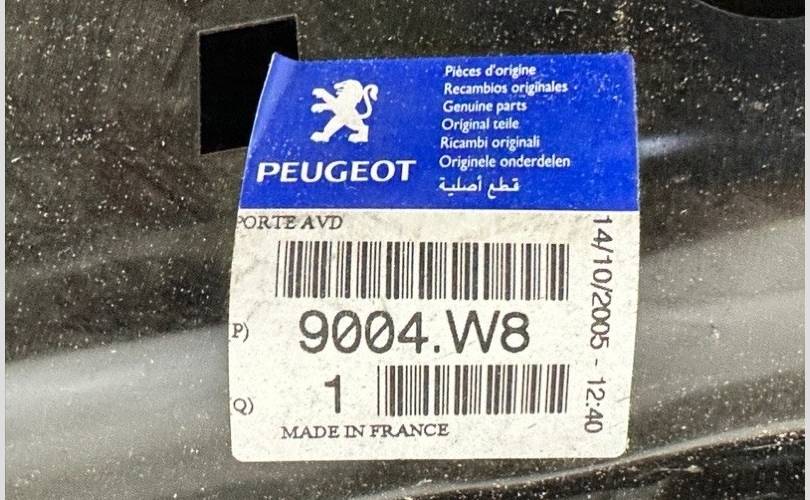 Pièces d'origine
Recambios originales
Genuine parts
Original teile
Ricambi originali
Originele onderdelen
قطع أصلية
PEUGEOT
PORTE AVD
P) 9004.W8
Q) 1
MADE IN FRANCE
14/10/2005 - 12:40